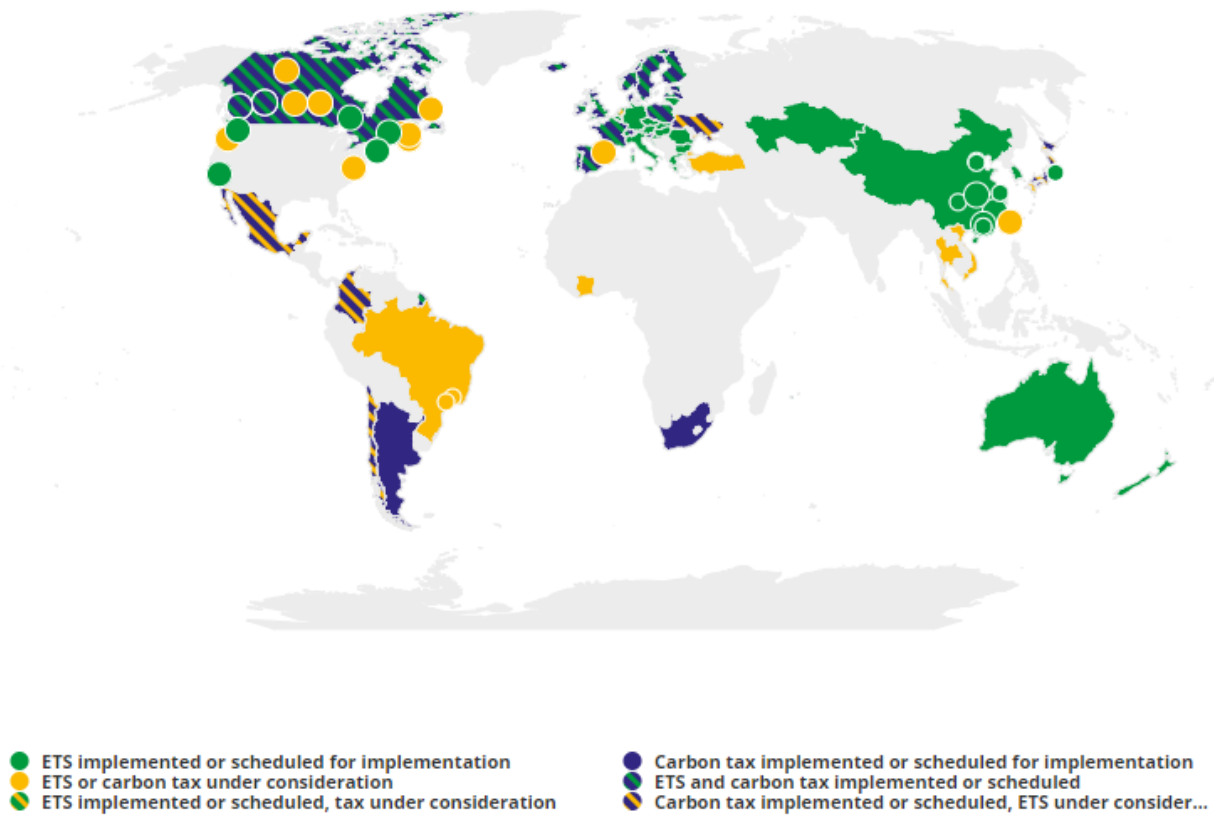 ETS implemented or scheduled for implementation
ETS or carbon tax under consideration
ETS implemented or scheduled, tax under consideration
Carbon tax implemented or scheduled for implementation
ETS and carbon tax implemented or scheduled
Carbon tax implemented or scheduled, ETS under consider...